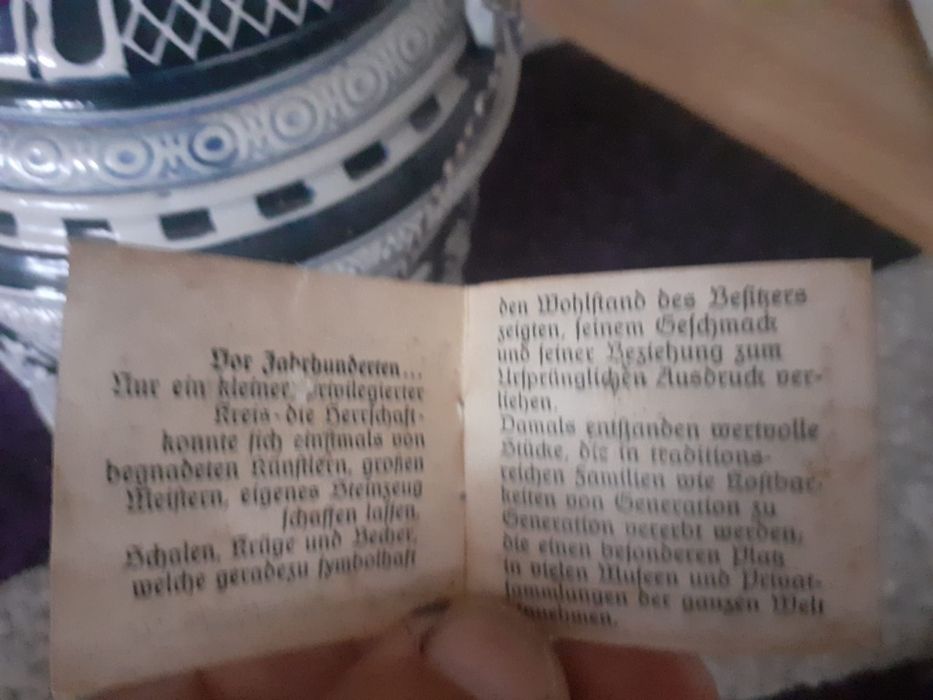 Vor Jahrhunderten...
Nur ein kleiner privilegierter
Kreis - die Herrschaft -
konnte sich einstmals von
begnadeten Künstlern, großen
Meistern, eigenes Steinzeug
schaffen lassen.
Schalen, Krüge und Becher,
welche geradezu symbolhaft
den Wohlstand des Besitzers
zeigten, seinem Geschmack
und seiner Beziehung zum
Ursprünglichen Ausdruck ver-
liehen.
Damals entstanden wertvolle
Stücke, die in traditions-
reichen Familien wie Kostbar-
keiten von Generation zu
Generation vererbt werden,
die einen besonderen Platz
in vielen Museen und Privat-
sammlungen der ganzen Welt
einnehmen.